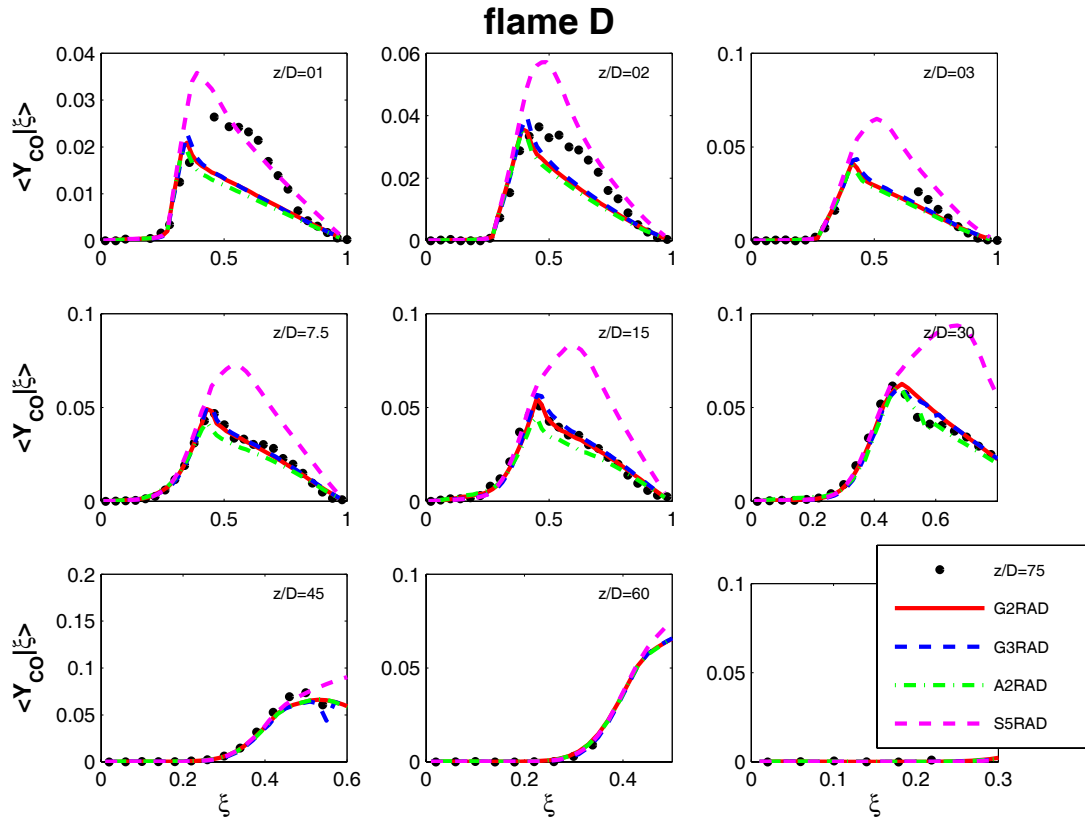 flame D
<Y_CO|ξ>
0.04
0.03
0.02
0.01
0
0 0.5 1
z/D=01
0.06
0.04
0.02
0
0 0.5 1
z/D=02
0.1
0.05
0
0 0.5 1
z/D=03
<Y_CO|ξ>
0.1
0.05
0
0 0.5 1
z/D=7.5
0.1
0.05
0
0 0.5 1
z/D=15
0.1
0.05
0
0 0.2 0.4 0.6
z/D=30
<Y_CO|ξ>
0.2
0.15
0.1
0.05
0
0 0.2 0.4 0.6
z/D=45
ξ
0.1
0.05
0
0 0.2 0.4
z/D=60
ξ
0.1
0.05
0
0 0.1 0.2 0.3
ξ
z/D=75
G2RAD
G3RAD
A2RAD
S5RAD